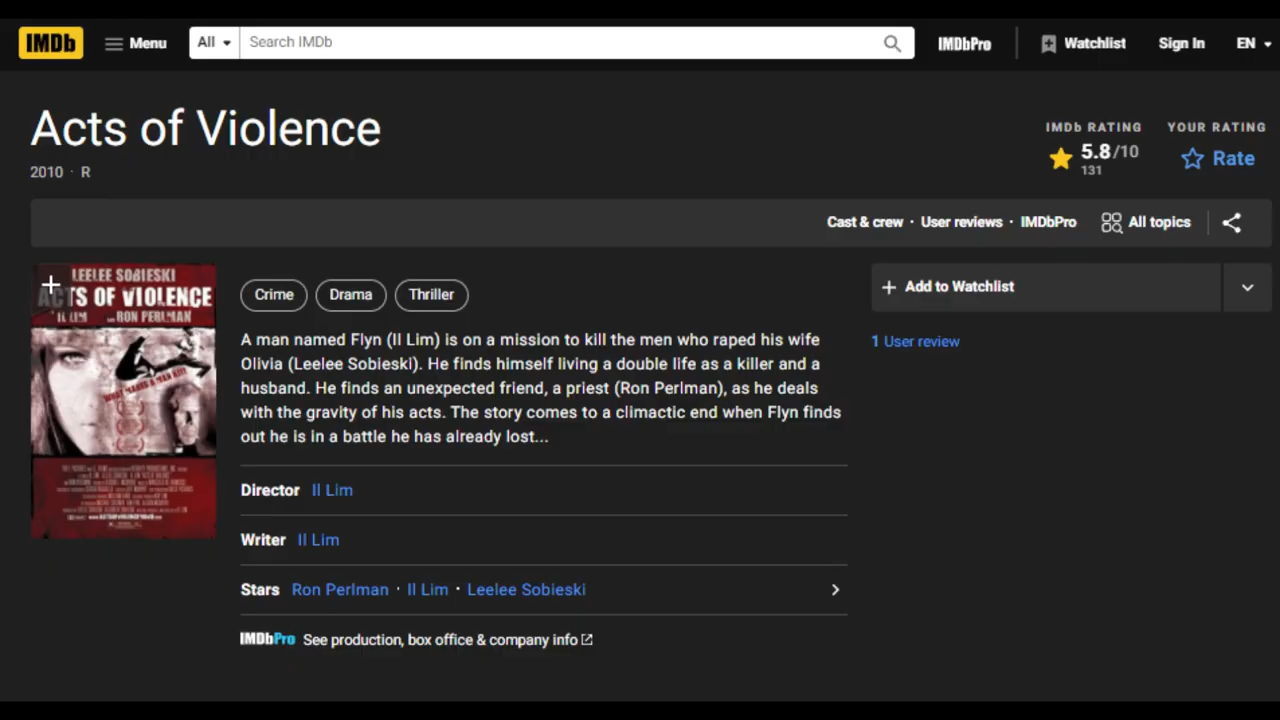 IMDb
Menu
All
Search IMDb
IMDbPro
Watchlist
Sign In
EN
Acts of Violence
2010 · R
IMDb RATING
5.8/10
131
YOUR RATING
Rate
Cast & crew · User reviews · IMDbPro
All topics
LEELEE SOBIESKI
ACTS OF VIOLENCE
IL LIM
RON PERLMAN
WHAT MAKES A MAN KILL
Crime
Drama
Thriller
A man named Flyn (Il Lim) is on a mission to kill the men who raped his wife
Olivia (Leelee Sobieski). He finds himself living a double life as a killer and a
husband. He finds an unexpected friend, a priest (Ron Perlman), as he deals
with the gravity of his acts. The story comes to a climactic end when Flyn finds
out he is in a battle he has already lost...
+ Add to Watchlist
1 User review
Director Il Lim
Writer Il Lim
Stars Ron Perlman · Il Lim · Leelee Sobieski
IMDbPro See production, box office & company info